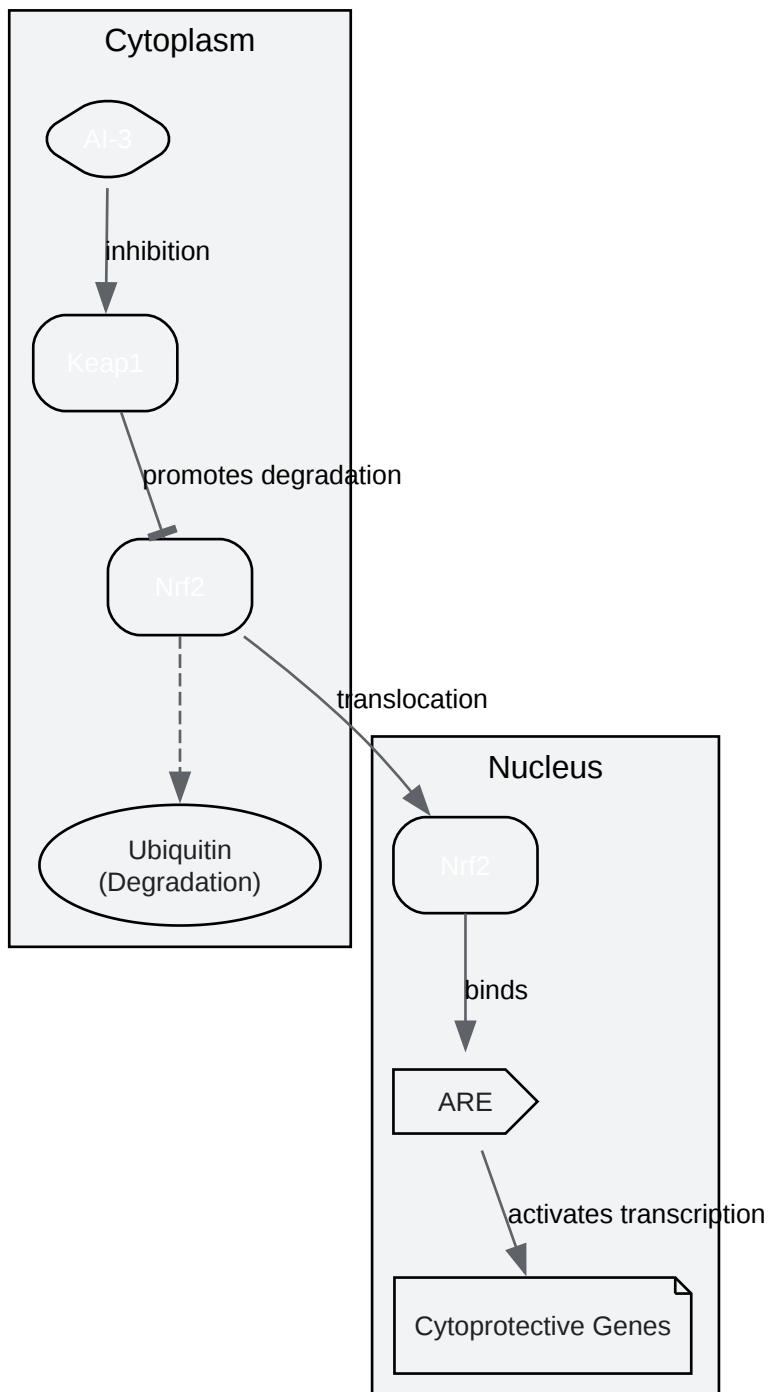 Cytoplasm
AI-3
inhibition
Keap1
promotes degradation
Nrf2
translocation
Ubiquitin
(Degradation)
Nucleus
Nrf2
binds
ARE
activates transcription
Cytoprotective Genes